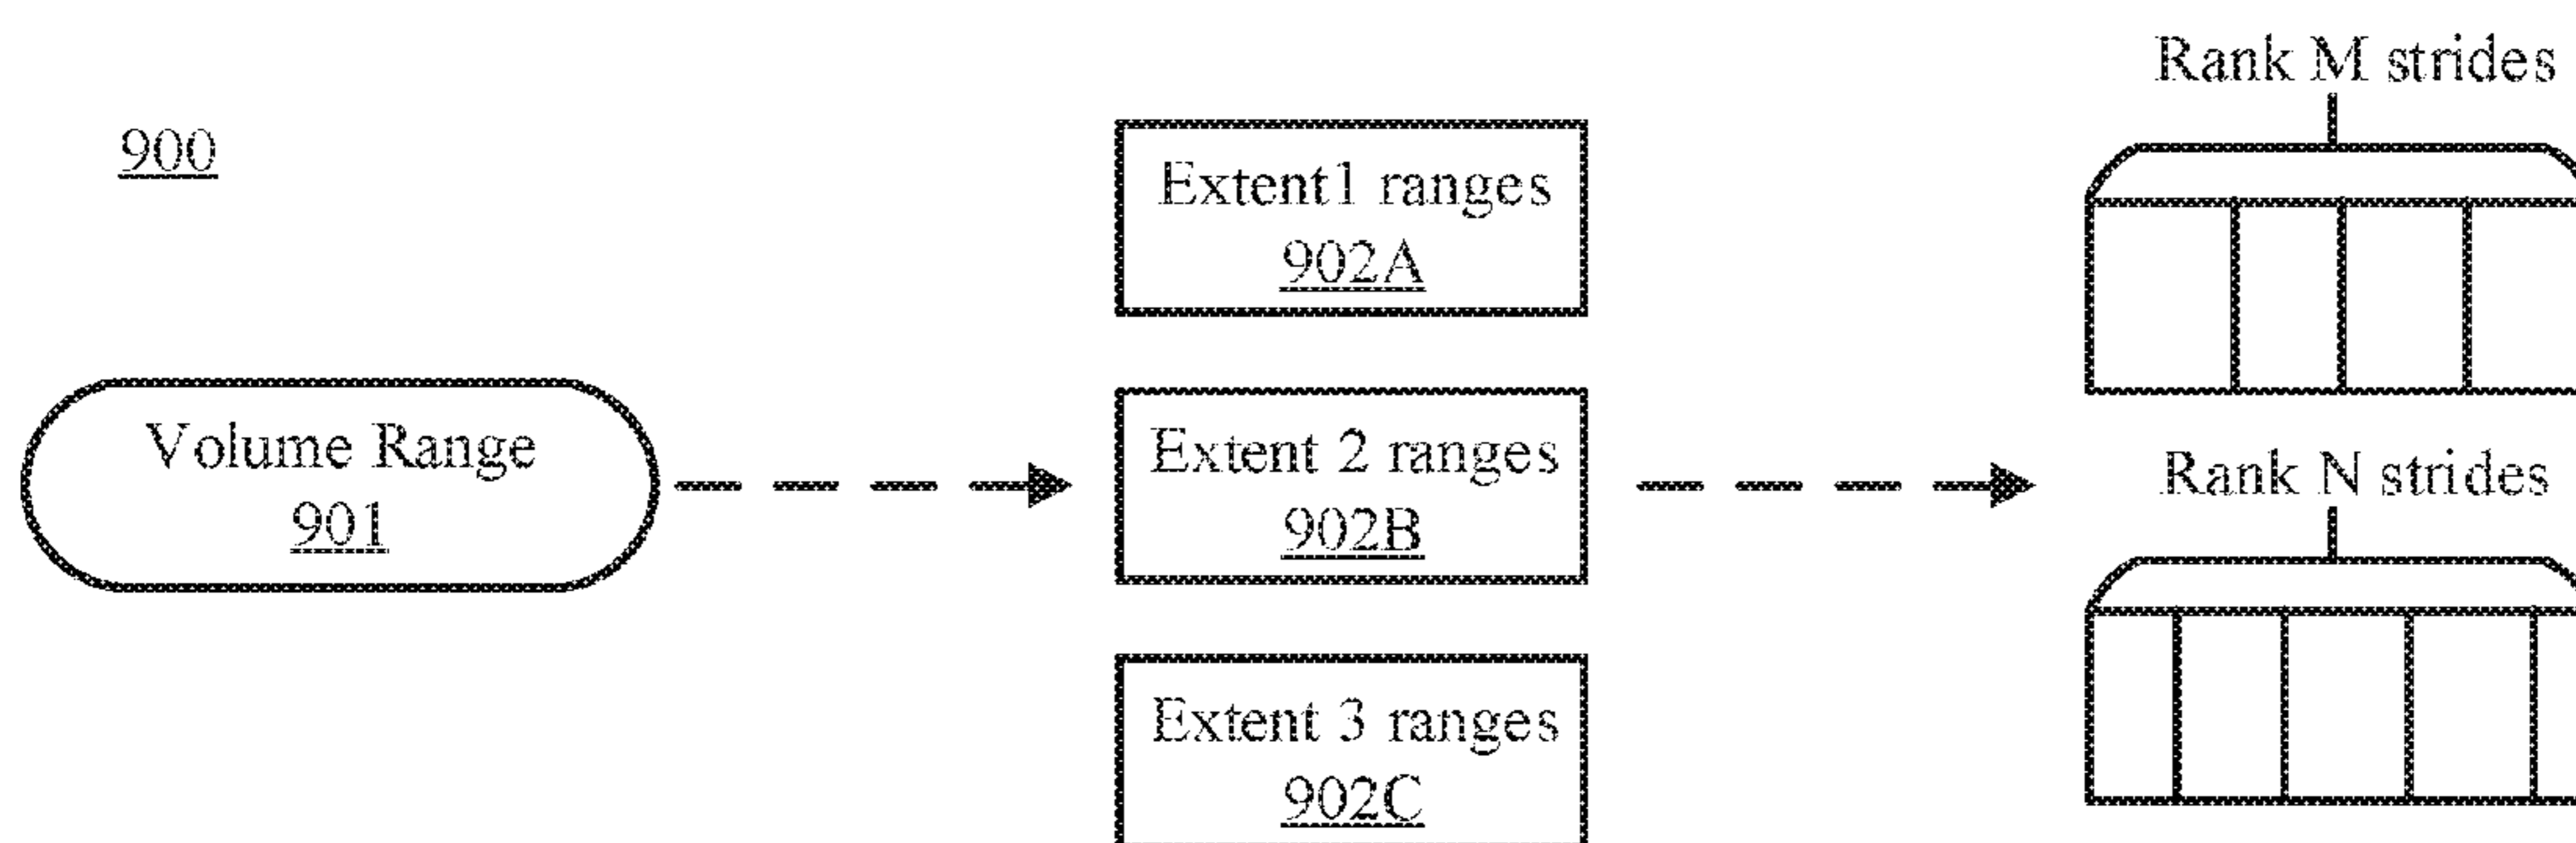 900
Volume Range
901
Extent1 ranges
902A
Extent 2 ranges
902B
Extent 3 ranges
902C
Rank M strides
Rank N strides